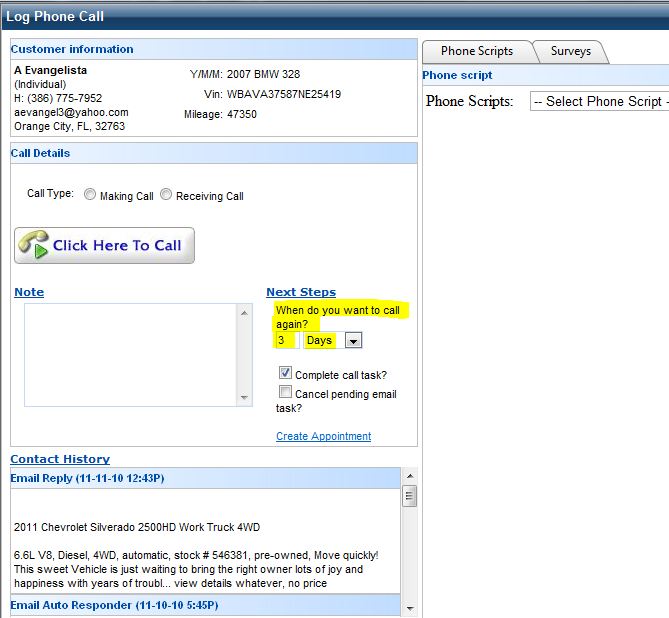 Log Phone Call
Customer information
A Evangelista
(Individual)
H: (386) 775-7952
aevangel3@yahoo.com
Orange City, FL, 32763
Y/M/M: 2007 BMW 328
Vin: WBAVA37587NE25419
Mileage: 47350
Call Details
Call Type: Making Call Receiving Call
Click Here To Call
Note
Next Steps
When do you want to call
again?
3 Days
Complete call task?
Cancel pending email
task?
Create Appointment
Contact History
Email Reply (11-11-10 12:43P)
2011 Chevrolet Silverado 2500HD Work Truck 4WD
6.6L V8, Diesel, 4WD, automatic, stock # 546381, pre-owned, Move quickly!
This sweet Vehicle is just waiting to bring the right owner lots of joy and
happiness with years of troubl... view details whatever, no price
Email Auto Responder (11-10-10 5:45P)
Phone Scripts Surveys
Phone script
Phone Scripts: -- Select Phone Script -